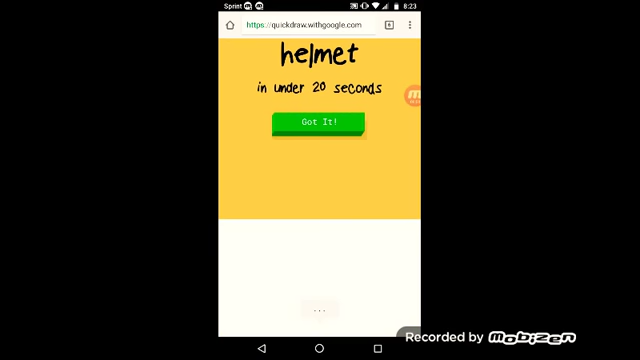 Sprint 8:23
https://quickdraw.withgoogle.com
helmet
in under 20 seconds
Got It!
...
Recorded by mobizen